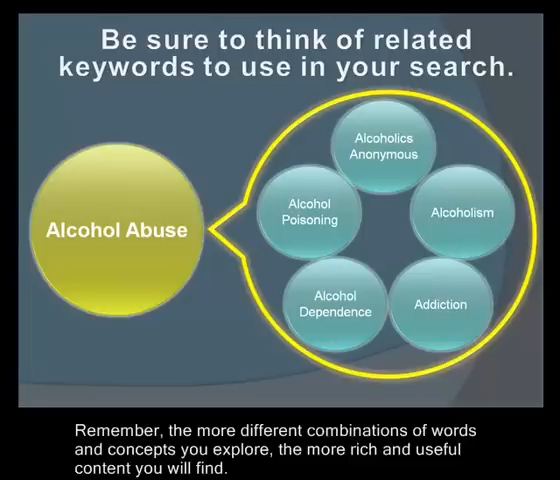 Be sure to think of related
keywords to use in your search.
Alcohol Abuse
Alcoholics
Anonymous
Alcohol
Poisoning
Alcoholism
Alcohol
Dependence
Addiction
Remember, the more different combinations of words
and concepts you explore, the more rich and useful
content you will find.